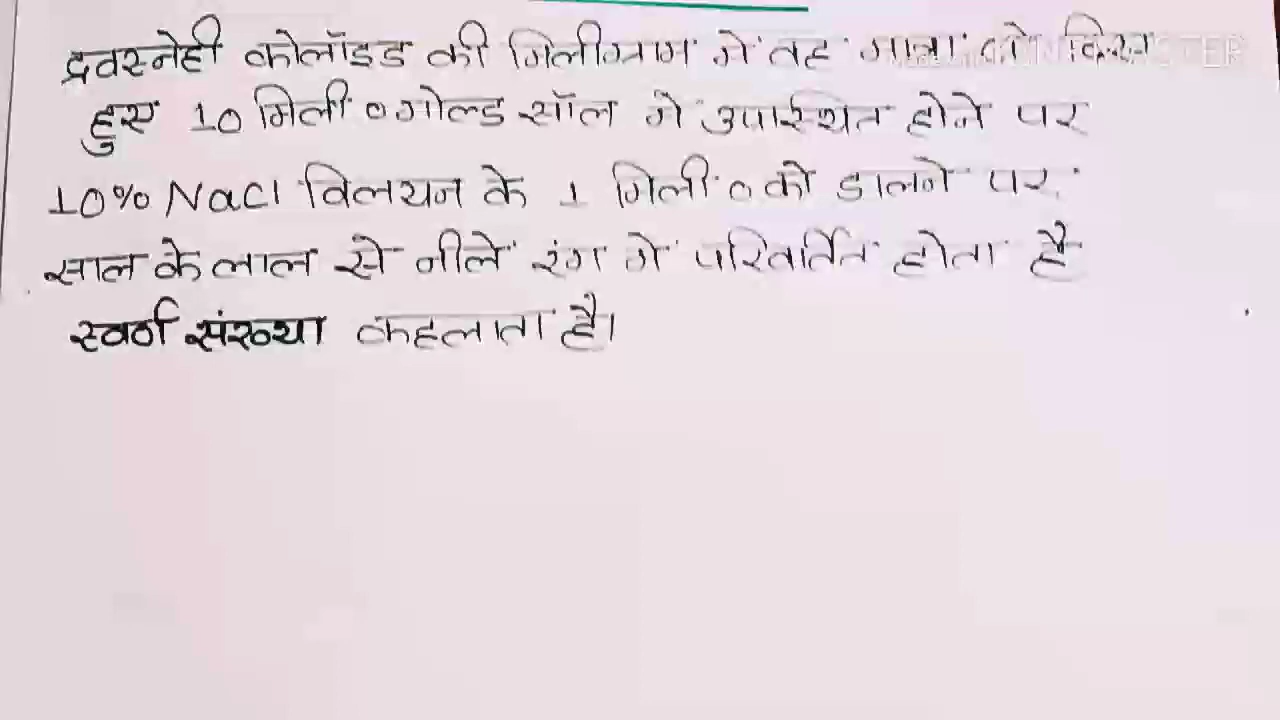 द्रवस्नेही कोलॉइड की मिलीग्राम में वह मात्रा जो किस
हुए 10 मिली० गोल्ड सॉल में उपस्थित होने पर
10% NaCl विलयन के 1 मिली० को डालने पर
साल के लाल से नीले रंग में परिवर्तित होता है
स्वर्ण संख्या कहलाता है।